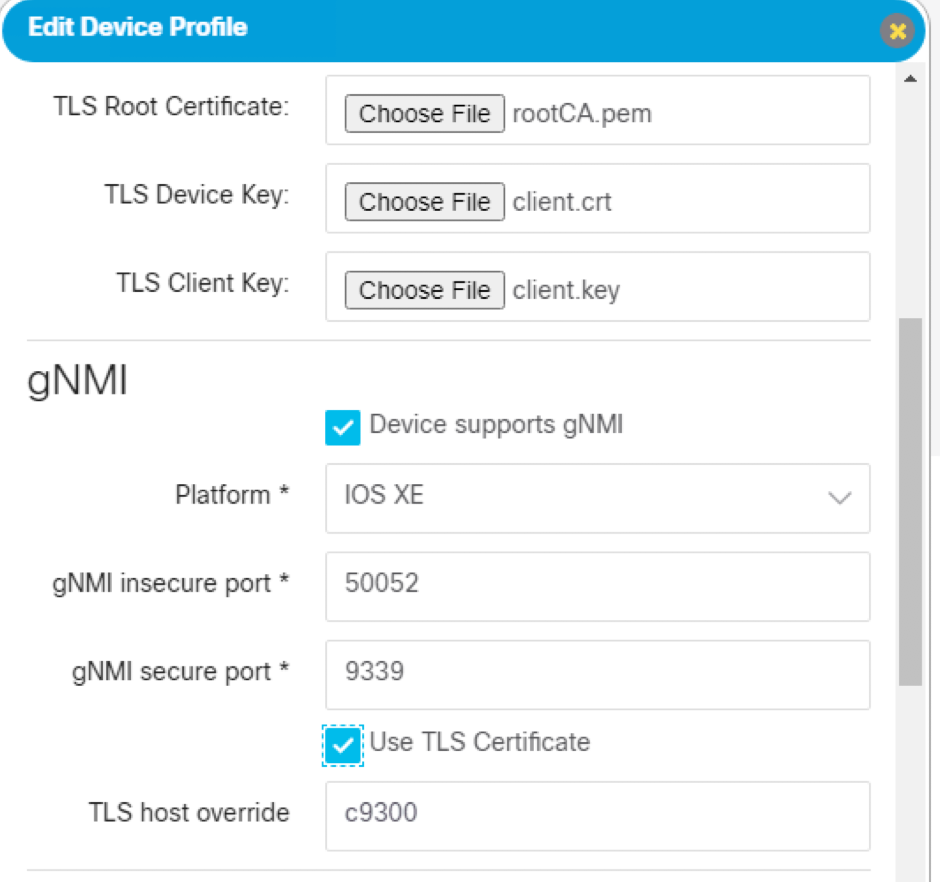 Edit Device Profile
TLS Root Certificate: Choose File rootCA.pem
TLS Device Key: Choose File client.crt
TLS Client Key: Choose File client.key
gNMI
Device supports gNMI
Platform * IOS XE
gNMI insecure port * 50052
gNMI secure port * 9339
Use TLS Certificate
TLS host override c9300